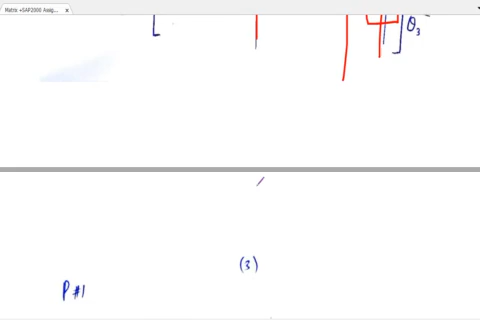 Matrix +SAP2000 Assig... ×
θ3
(3)
P #1